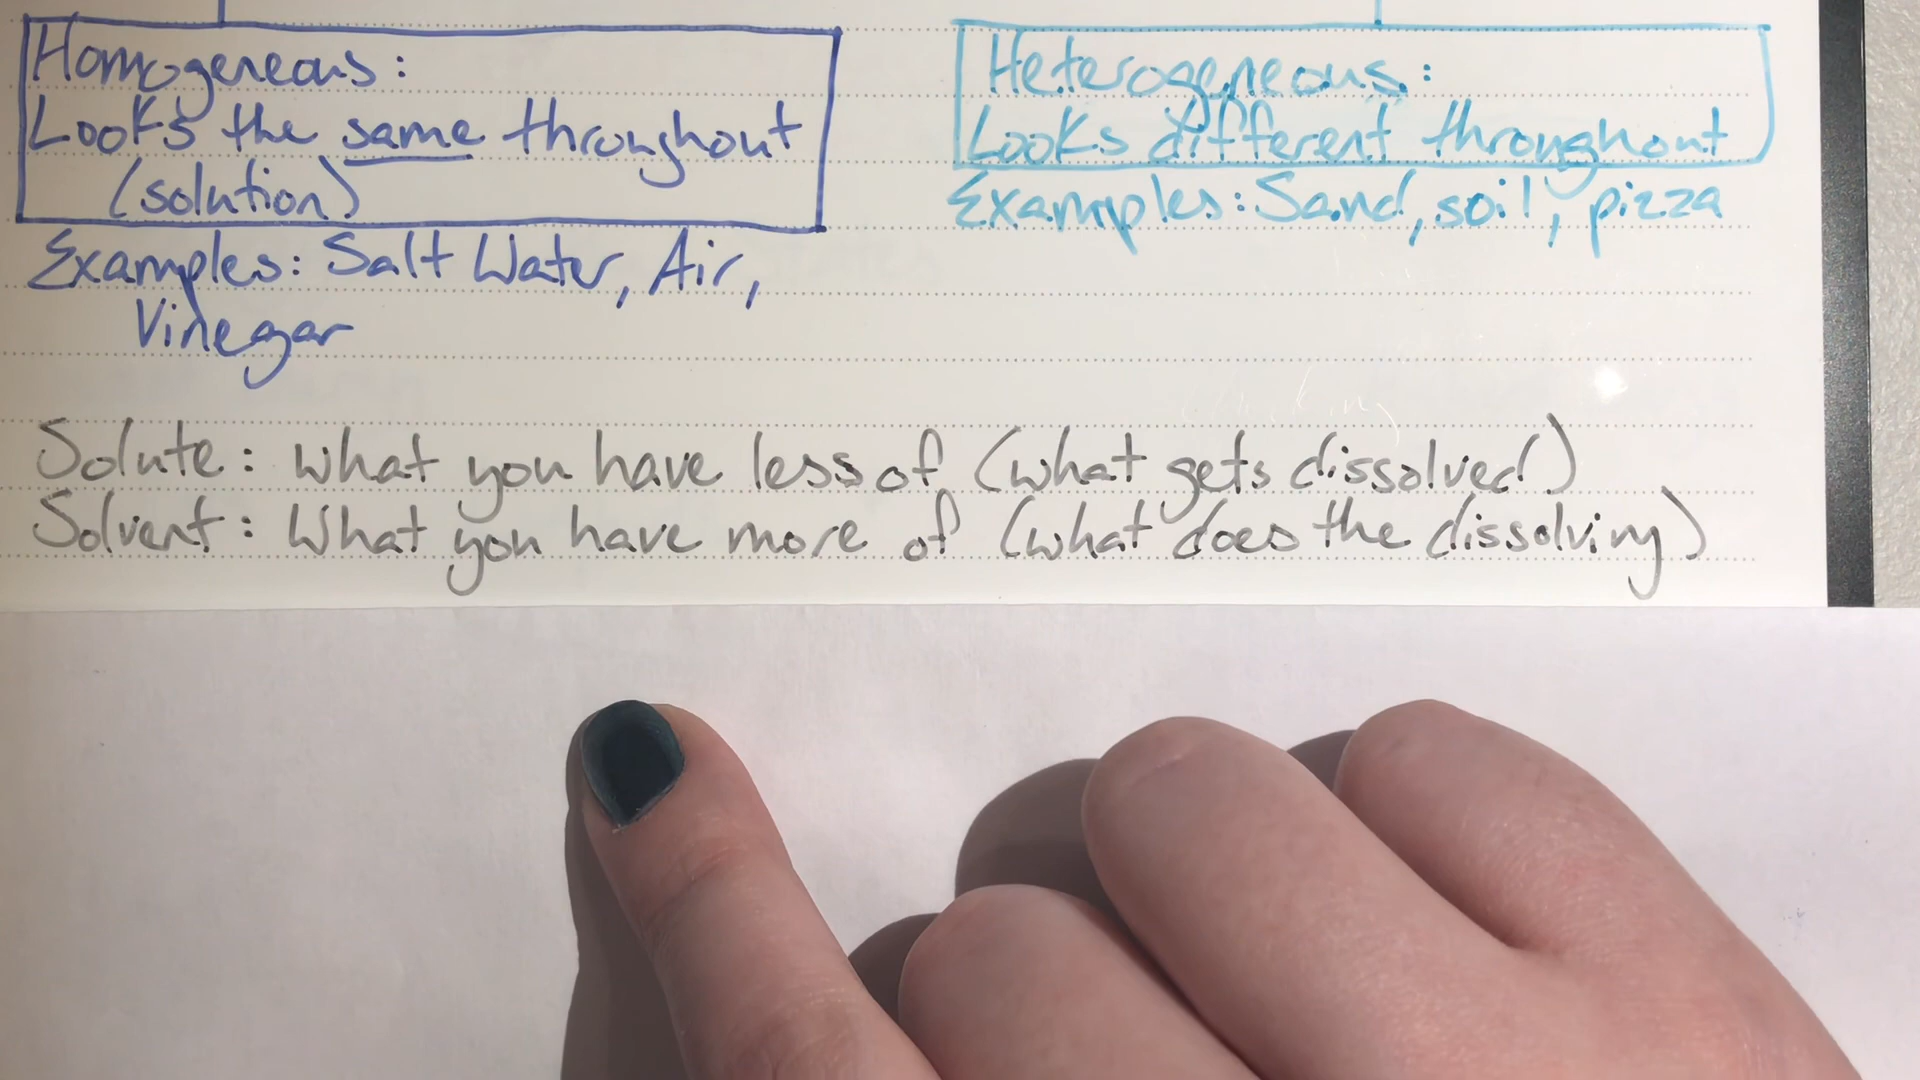 Homogeneous:
Looks the same throughout
(solution)
Examples: Salt Water, Air,
Vinegar
Heterogeneous:
Looks different throughout
Examples: Sand, soil, pizza
Solute: What you have less of (what gets dissolved)
Solvent: What you have more of (what does the dissolving)